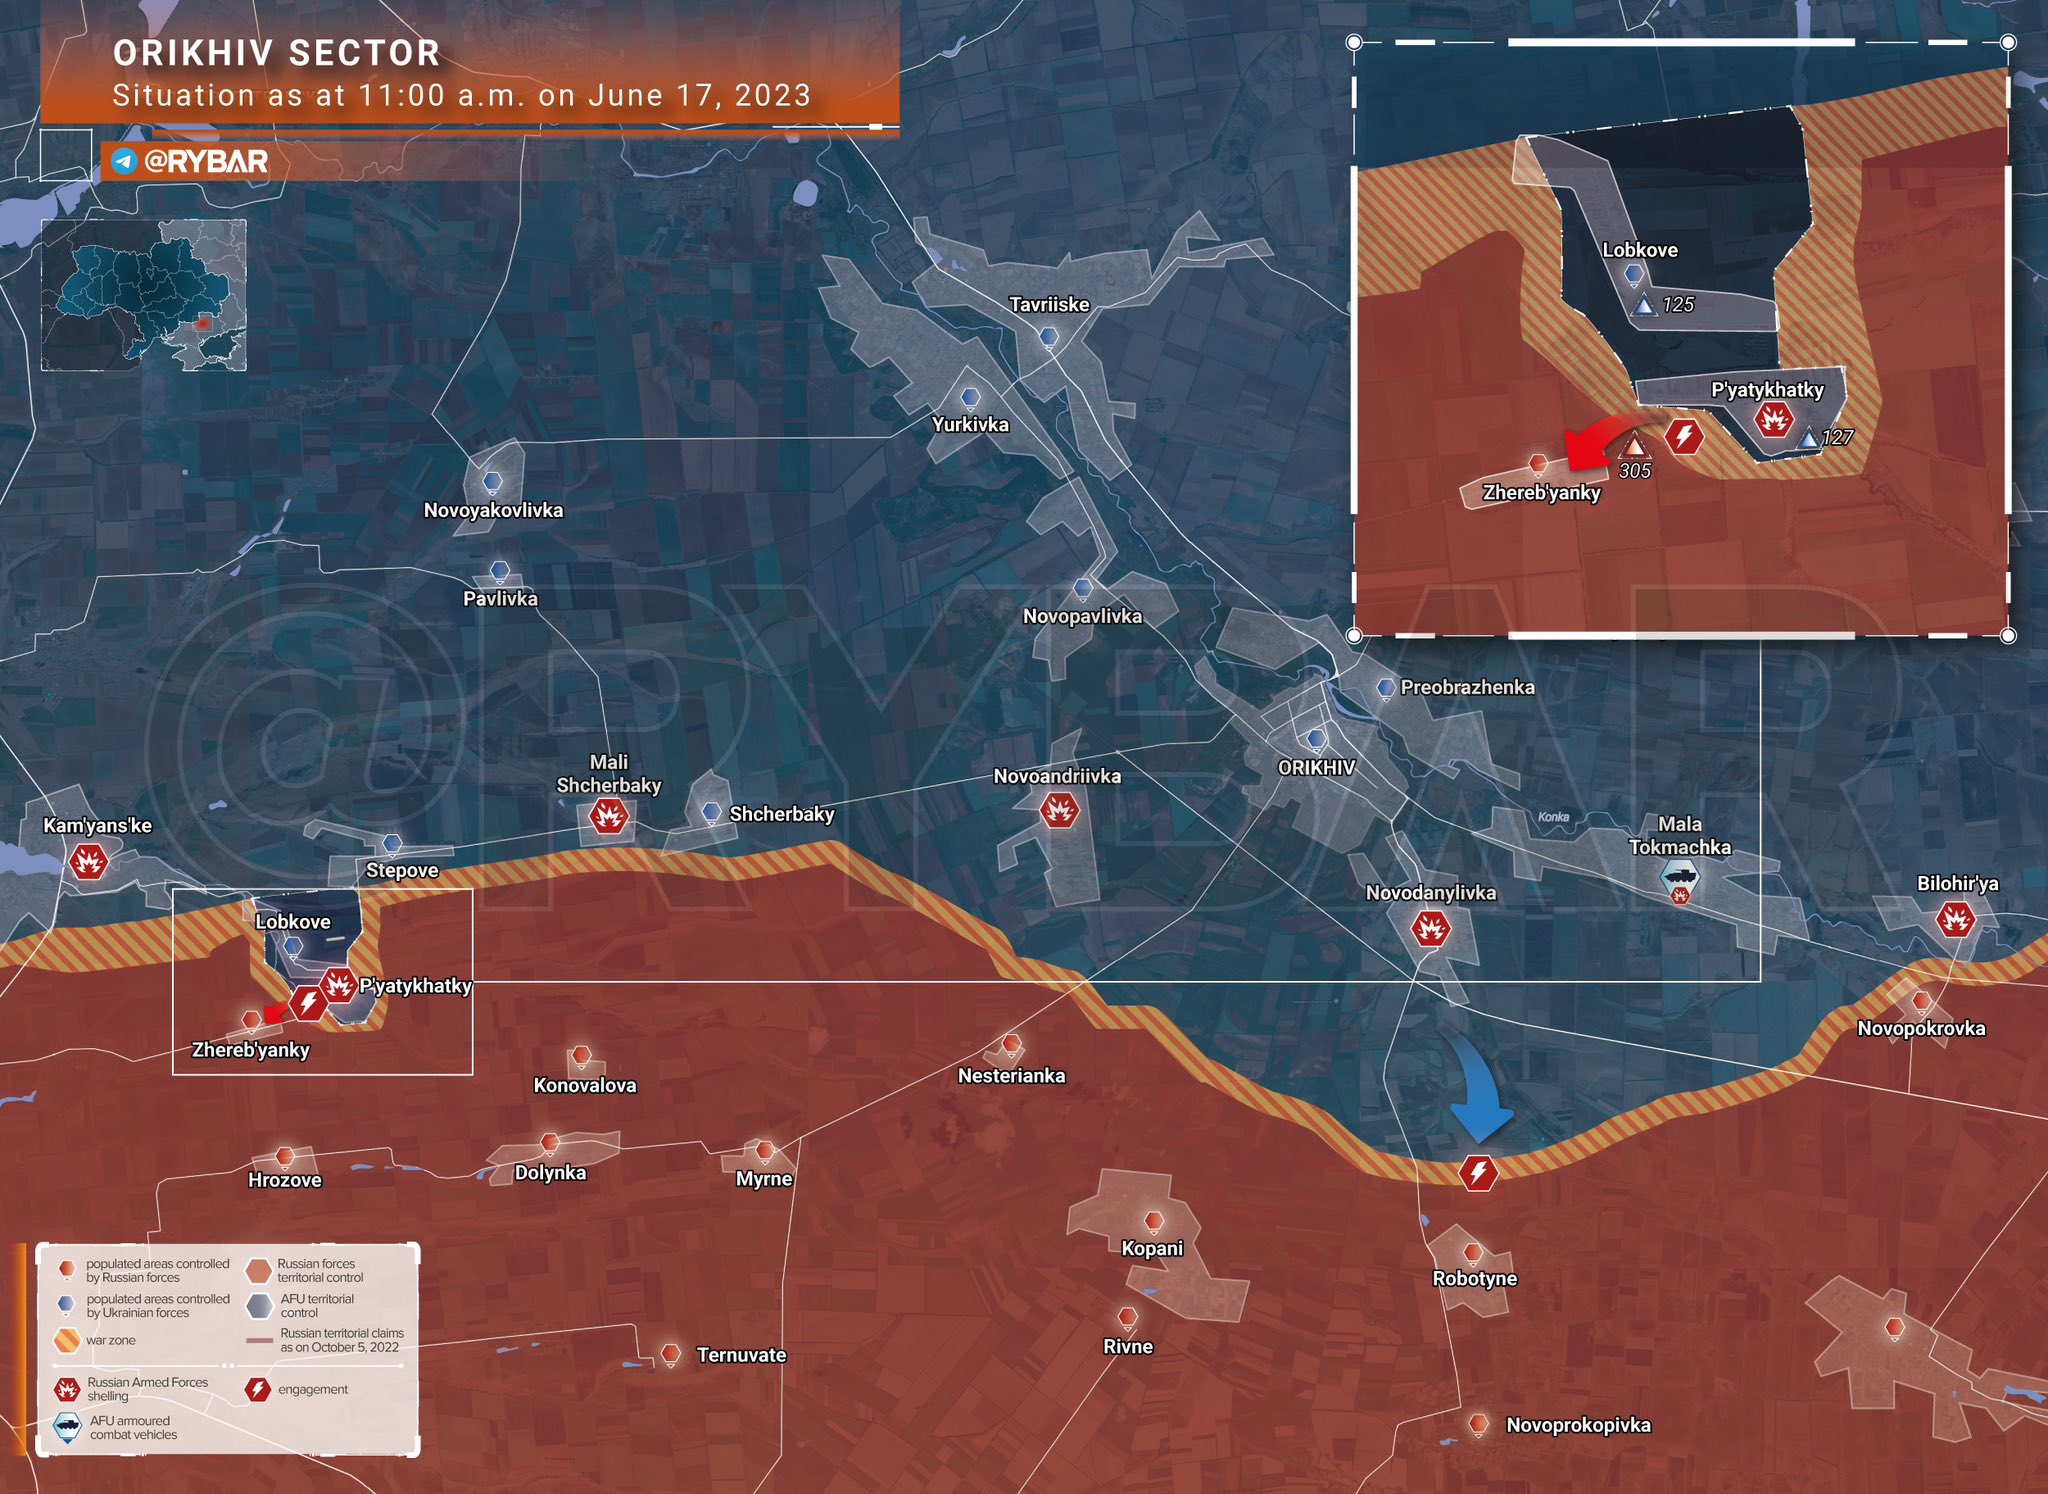 ORIKHIV SECTOR
Situation as at 11:00 a.m. on June 17, 2023
@RYBAR
Lobkove
125
P'yatykhatky
127
305
Zhereb'yanky
Tavriiske
Yurkivka
Novoyakovlivka
Pavlivka
Novopavlivka
Preobrazhenka
ORIKHIV
Mali
Shcherbaky
Shcherbaky
Novoandriivka
Konka
Mala
Tokmachka
Kam'yans'ke
Stepove
Novodanylivka
Bilohir'ya
Lobkove
P'yatykhatky
Zhereb'yanky
Novopokrovka
Konovalova
Nesterianka
Hrozove
Dolynka
Myrne
Kopani
Robotyne
Rivne
Ternuvate
Novoprokopivka
@RYBAR
populated areas controlled
by Russian forces
Russian forces
territorial control
populated areas controlled
by Ukrainian forces
AFU territorial
control
war zone
Russian territorial claims
as on October 5, 2022
Russian Armed Forces
shelling
engagement
AFU armoured
combat vehicles